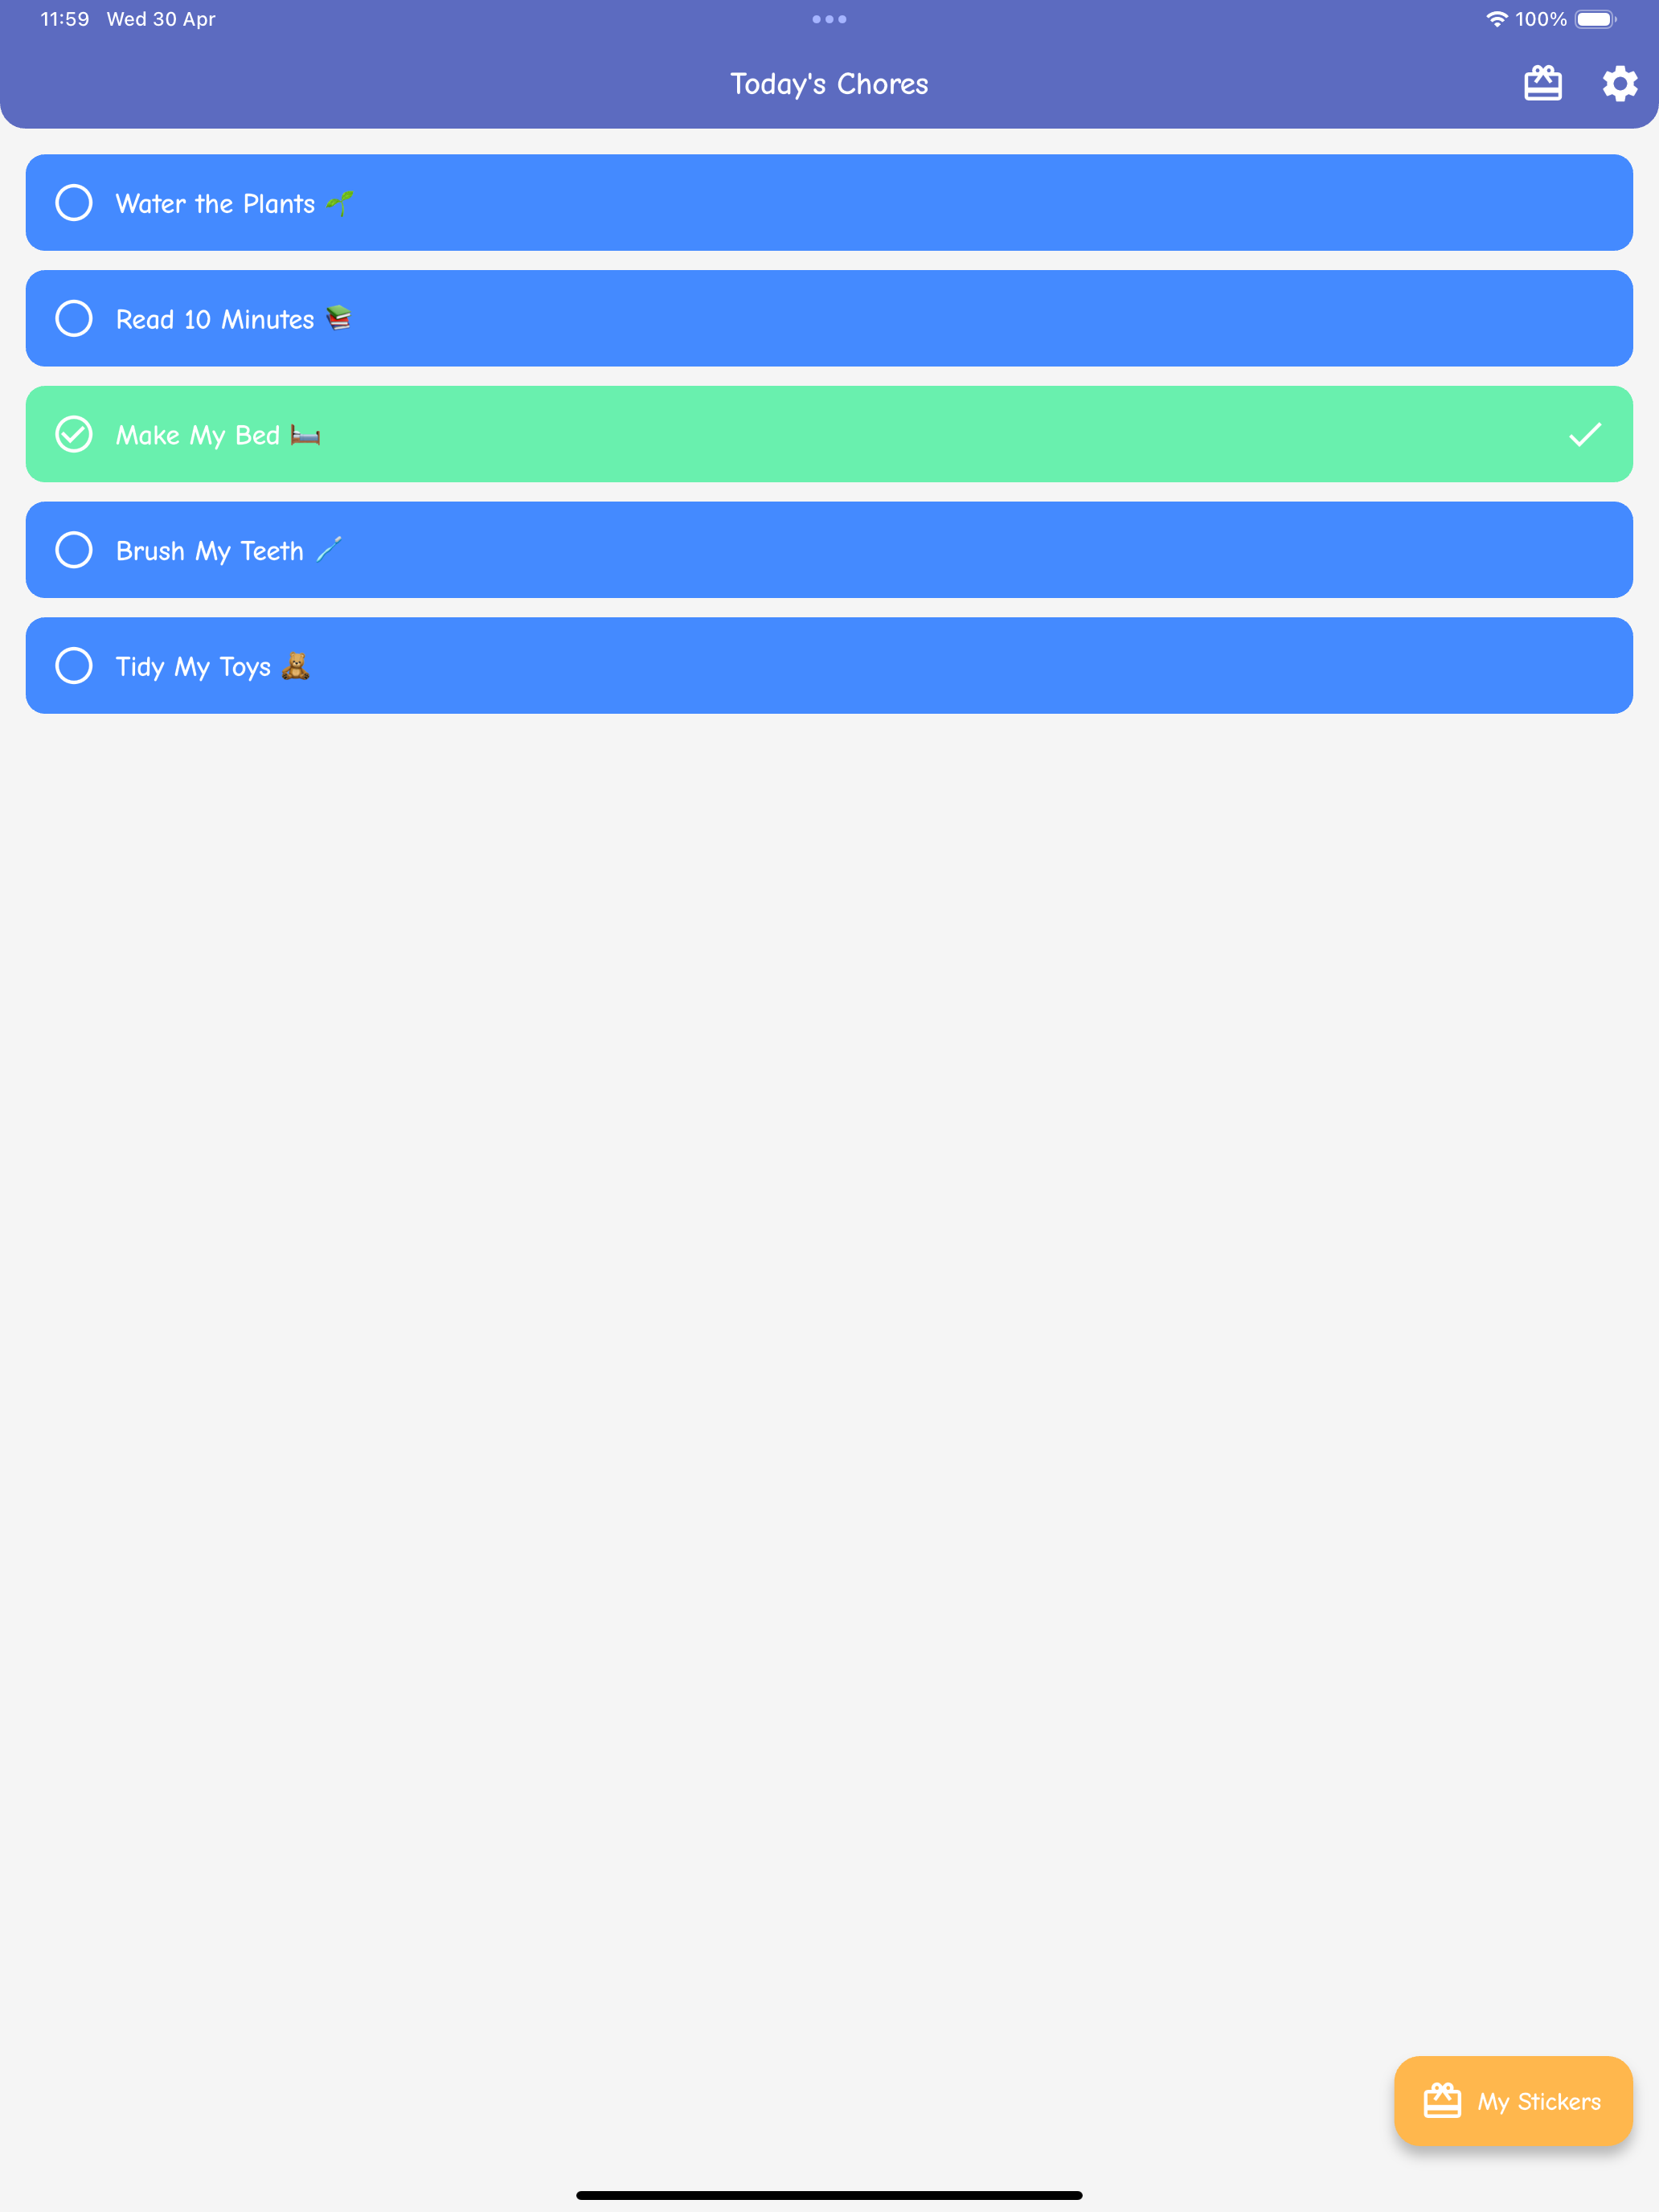 11:59 Wed 30 Apr
100%
Today's Chores
Water the Plants 🌱
Read 10 Minutes 📚
Make My Bed 🛏️
Brush My Teeth 🪥
Tidy My Toys 🧸
My Stickers